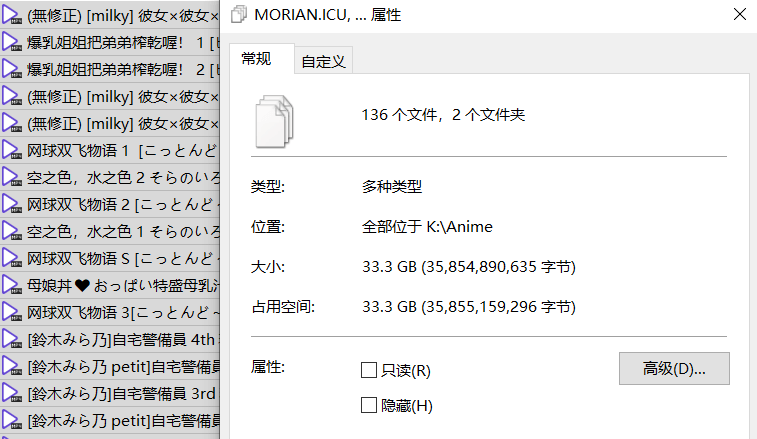 (無修正) [milky] 彼女×彼女×
爆乳姐姐把弟弟榨乾喔！ 1 [
爆乳姐姐把弟弟榨乾喔！ 2 [
(無修正) [milky] 彼女×彼女×
(無修正) [milky] 彼女×彼女×
网球双飞物语 1 [こっとんど
空之色，水之色 2 そらのいろ
网球双飞物语 2 [こっとんど～
空之色，水之色 1 そらのいろ
网球双飞物语 S [こっとんど～
母娘丼♥おっぱい特盛母乳汁
网球双飞物语 3[こっとんど～
[鈴木みら乃]自宅警備員 4th
[鈴木みら乃 petit]自宅警備員
[鈴木みら乃]自宅警備員 3rd
[鈴木みら乃 petit]自宅警備員
MORIAN.ICU, ... 属性
常规
自定义
136 个文件，2 个文件夹
类型:
多种类型
位置:
全部位于 K:\Anime
大小:
33.3 GB (35,854,890,635 字节)
占用空间:
33.3 GB (35,855,159,296 字节)
属性:
只读(R)
高级(D)...
隐藏(H)